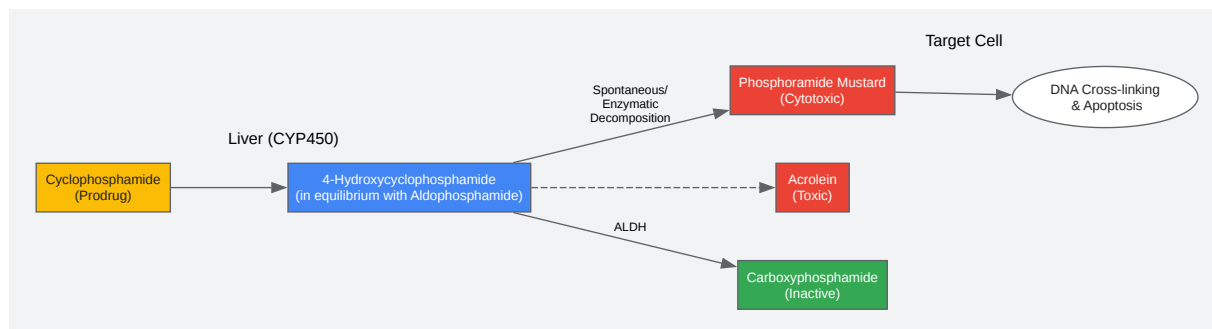 Target Cell
Phosphoramide Mustard
(Cytotoxic)
DNA Cross-linking
& Apoptosis
Spontaneous/
Enzymatic
Decomposition
Liver (CYP450)
Cyclophosphamide
(Prodrug)
4-Hydroxycyclophosphamide
(in equilibrium with Aldophosphamide)
Acrolein
(Toxic)
ALDH
Carboxyphosphamide
(Inactive)